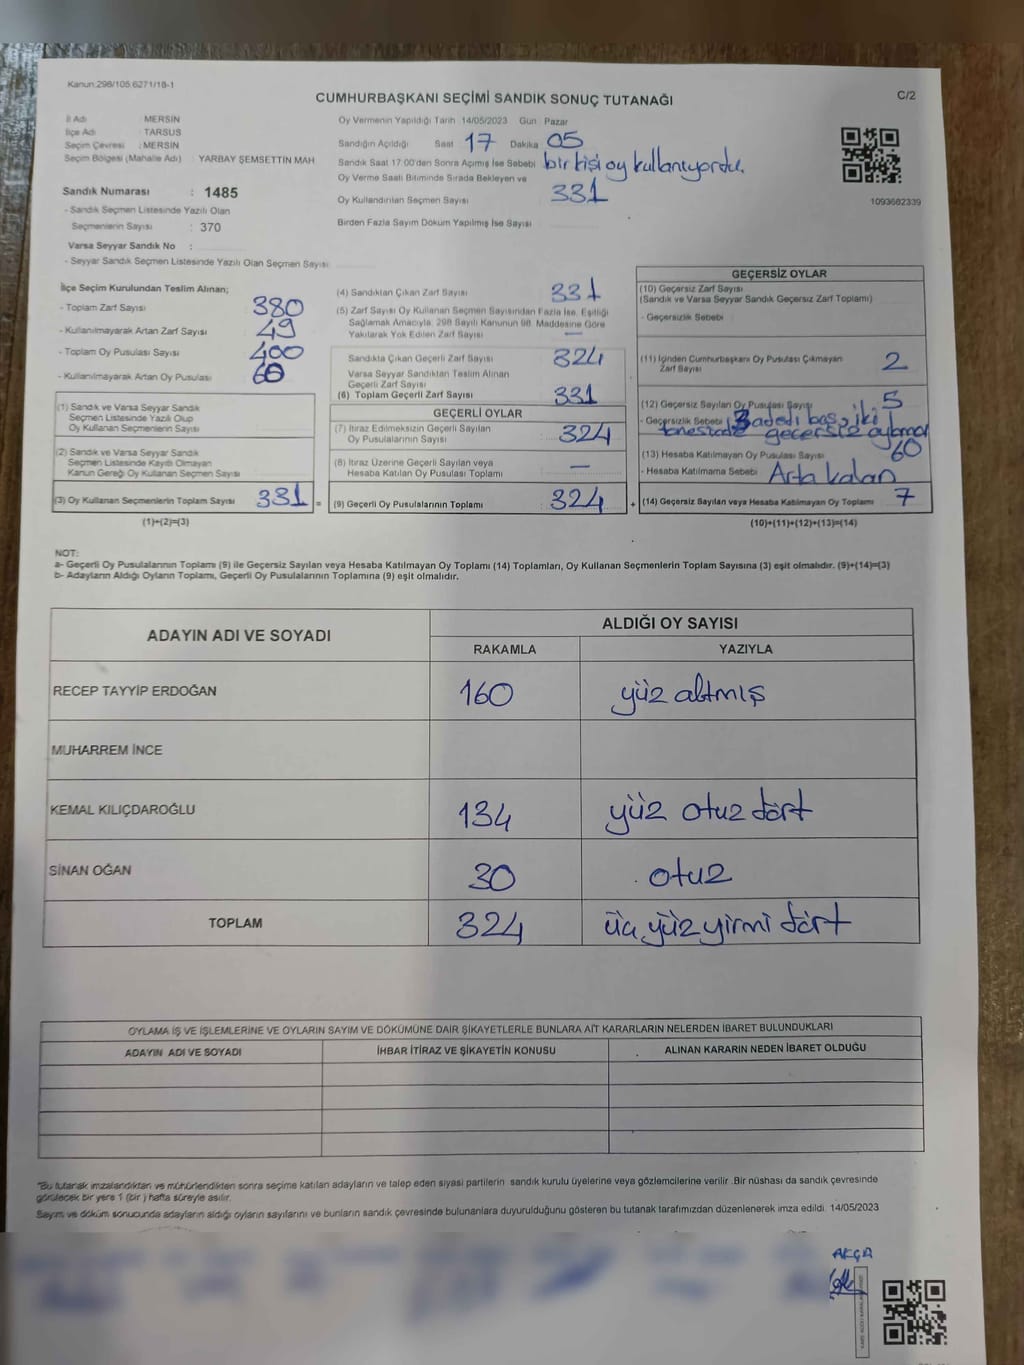 Kanun:298/105.6271/18-1
CUMHURBAŞKANI SEÇİMİ SANDIK SONUÇ TUTANAĞI
C/2
İl Adı MERSİN
İlçe Adı TARSUS
Seçim Çevresi : MERSİN
Seçim Bölgesi (Mahalle Adı) YARBAY ŞEMSETTİN MAH
Sandık Numarası : 1485
- Sandık Seçmen Listesinde Yazılı Olan
Seçmenlerin Sayısı : 370
Varsa Seyyar Sandık No :
- Seyyar Sandık Seçmen Listesinde Yazılı Olan Seçmen Sayısı
Oy Vermenin Yapıldığı Tarih 14/05/2023 Gün Pazar
Sandığın Açıldığı Saat 17 Dakika 05
Sandık Saat 17:00'den Sonra Açımış İse Sebebi bir kişi oy kullanıyordu.
Oy Verme Saati Bitiminde Sırada Bekleyen ve
Oy Kullandırılan Seçmen Sayısı 331
Birden Fazla Sayım Döküm Yapılmış İse Sayısı
1093682339
İlçe Seçim Kurulundan Teslim Alınan;
- Toplam Zarf Sayısı 380
- Kullanılmayarak Artan Zarf Sayısı 49
- Toplam Oy Pusulası Sayısı 400
- Kullanılmayarak Artan Oy Pusulası 60
(1) Sandık ve Varsa Seyyar Sandık
Seçmen Listesinde Yazılı Olup
Oy Kullanan Seçmenlerin Sayısı
(2) Sandık ve Varsa Seyyar Sandık
Seçmen Listesinde Kayıtlı Olmayan
Kanun Gereği Oy Kullanan Seçmen Sayısı
(3) Oy Kullanan Seçmenlerin Toplam Sayısı 331 =
(1)+(2)=(3)
(4) Sandıktan Çıkan Zarf Sayısı 331
(5) Zarf Sayısı Oy Kullanan Seçmen Sayısından Fazla İse, Eşitliği
Sağlamak Amacıyla, 298 Sayılı Kanunun 98. Maddesine Göre
Yakılarak Yok Edilen Zarf Sayısı —
Sandıkta Çıkan Geçerli Zarf Sayısı 324
Varsa Seyyar Sandıktan Teslim Alınan
Geçerli Zarf Sayısı
(6) Toplam Geçerli Zarf Sayısı 331
GEÇERLİ OYLAR
(7) İtiraz Edilmeksizin Geçerli Sayılan
Oy Pusulalarının Sayısı 324
(8) İtiraz Üzerine Geçerli Sayılan veya
Hesaba Katılan Oy Pusulası Toplamı —
(9) Geçerli Oy Pusulalarının Toplamı 324 +
GEÇERSİZ OYLAR
(10) Geçersiz Zarf Sayısı
(Sandık ve Varsa Seyyar Sandık Geçersiz Zarf Toplamı)
- Geçersizlik Sebebi
(11) İçinden Cumhurbaşkanı Oy Pusulası Çıkmayan
Zarf Sayısı 2
(12) Geçersiz Sayılan Oy Pusulası Sayısı 5
- Geçersizlik Sebebi 3 adedi boş, iki
tanesi de geçersiz
(13) Hesaba Katılmayan Oy Pusulası Sayısı 60
- Hesaba Katılmama Sebebi Arta kalan
(14) Geçersiz Sayılan veya Hesaba Katılmayan Oy Toplamı 7
(10)+(11)+(12)+(13)=(14)
NOT:
a- Geçerli Oy Pusulalarının Toplamı (9) ile Geçersiz Sayılan veya Hesaba Katılmayan Oy Toplamı (14) Toplamları, Oy Kullanan Seçmenlerin Toplam Sayısına (3) eşit olmalıdır. (9)+(14)=(3)
b- Adayların Aldığı Oyların Toplamı, Geçerli Oy Pusulalarının Toplamına (9) eşit olmalıdır.
ADAYIN ADI VE SOYADI
ALDIĞI OY SAYISI
RAKAMLA YAZIYLA
RECEP TAYYİP ERDOĞAN 160 yüz altmış
MUHARREM İNCE
KEMAL KILIÇDAROĞLU 134 yüz otuz dört
SİNAN OĞAN 30 otuz
TOPLAM 324 üç yüz yirmi dört
OYLAMA İŞ VE İŞLEMLERİNE VE OYLARIN SAYIM VE DÖKÜMÜNE DAİR ŞİKAYETLERLE BUNLARA AİT KARARLARIN NELERDEN İBARET BULUNDUKLARI
ADAYIN ADI VE SOYADI İHBAR İTİRAZ VE ŞİKAYETİN KONUSU ALINAN KARARIN NEDEN İBARET OLDUĞU
"Bu tutanak imzalandıktan ve mühürlendikten sonra seçime katılan adayların ve talep eden siyasi partilerin sandık kurulu üyelerine veya gözlemcilerine verilir .Bir nüshası da sandık çevresinde
görülecek bir yere 1 (bir ) hafta süreyle asılır.
Sayım ve döküm sonucunda adayların aldığı oyların sayılarını ve bunların sandık çevresinde bulunanlara duyurulduğunu gösteren bu tutanak tarafımızdan düzenlenerek imza edildi. 14/05/2023
AKÇA